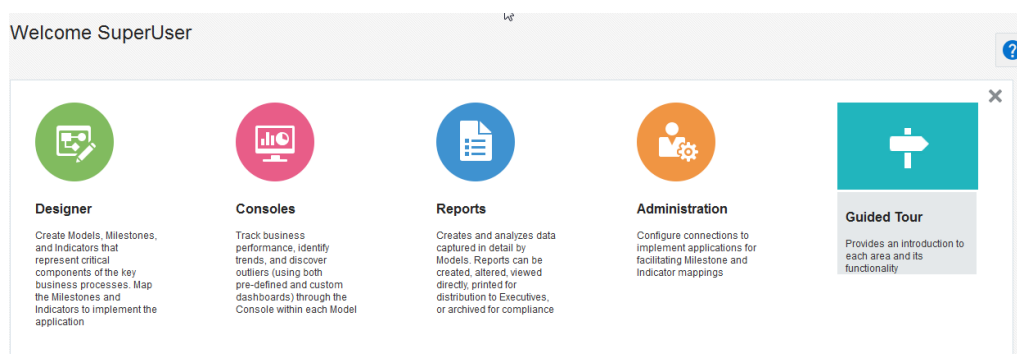 Welcome SuperUser
?
Designer
Create Models, Milestones,
and Indicators that
represent critical
components of the key
business processes. Map
the Milestones and
Indicators to implement the
application
Consoles
Track business
performance, identify
trends, and discover
outliers (using both
pre-defined and custom
dashboards) through the
Console within each Model
Reports
Creates and analyzes data
captured in detail by
Models. Reports can be
created, altered, viewed
directly, printed for
distribution to Executives,
or archived for compliance
Administration
Configure connections to
implement applications for
facilitating Milestone and
Indicator mappings
Guided Tour
Provides an introduction to
each area and its
functionality